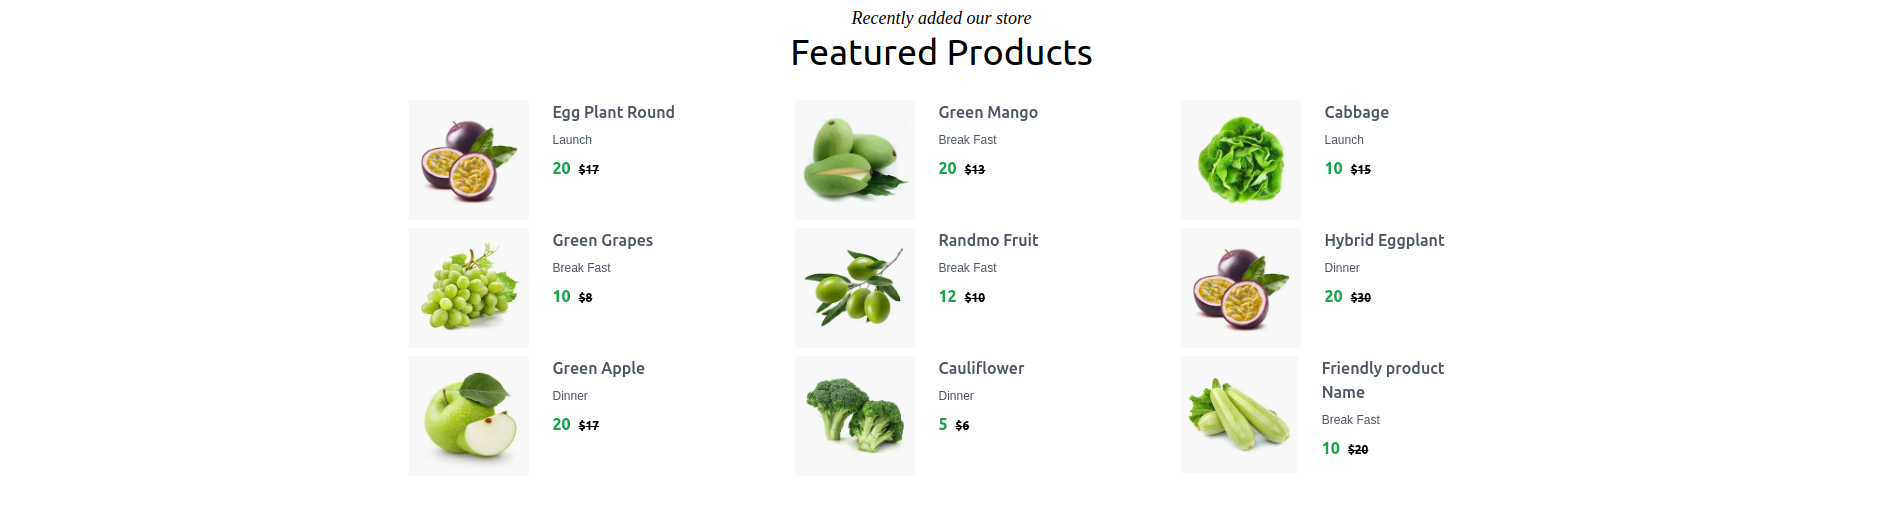 Recently added our store
Featured Products
Egg Plant Round
Launch
20 $17
Green Mango
Break Fast
20 $13
Cabbage
Launch
10 $15
Green Grapes
Break Fast
10 $8
Randmo Fruit
Break Fast
12 $10
Hybrid Eggplant
Dinner
20 $30
Green Apple
Dinner
20 $17
Cauliflower
Dinner
5 $6
Friendly product
Name
Break Fast
10 $20